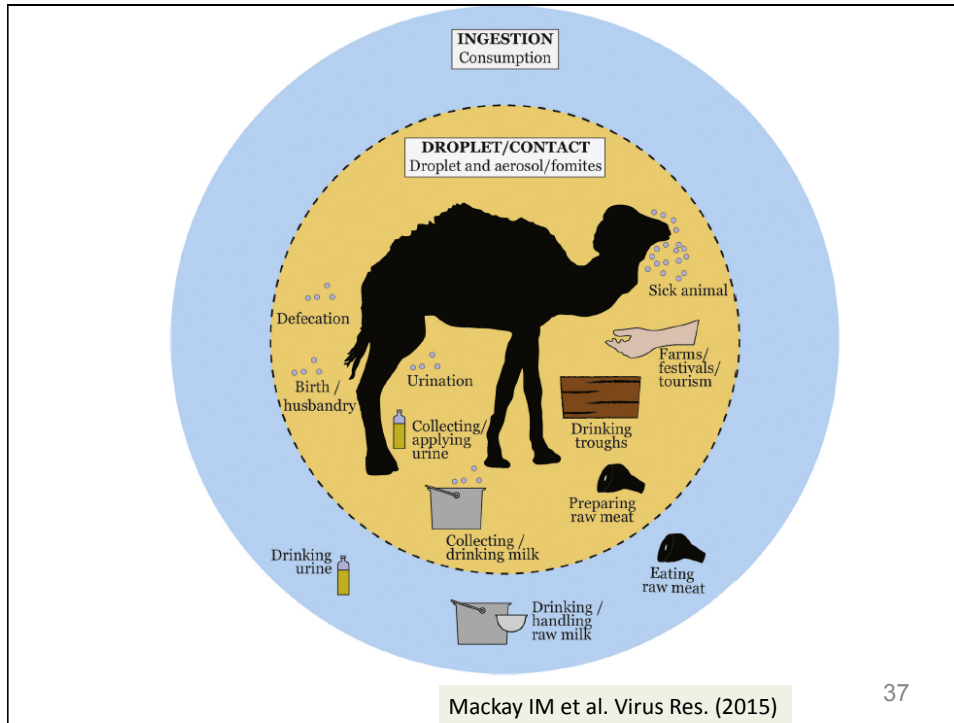 INGESTION
Consumption
DROPLET/CONTACT
Droplet and aerosol/fomites
Sick animal
Defecation
Farms/
festivals/
tourism
Birth /
husbandry
Urination
Collecting/
applying
urine
Drinking
troughs
Preparing
raw meat
Collecting /
drinking milk
Drinking
urine
Eating
raw meat
Drinking /
handling
raw milk
Mackay IM et al. Virus Res. (2015)
37